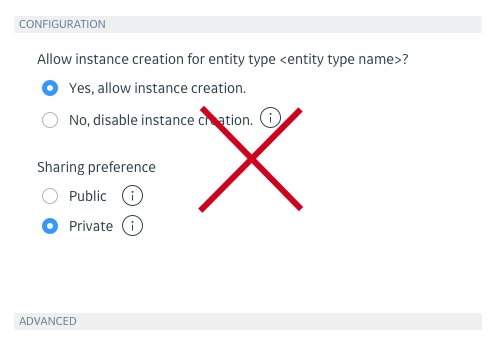 CONFIGURATION
Allow instance creation for entity type <entity type name>?
Yes, allow instance creation.
No, disable instance creation.
Sharing preference
Public
Private
ADVANCED